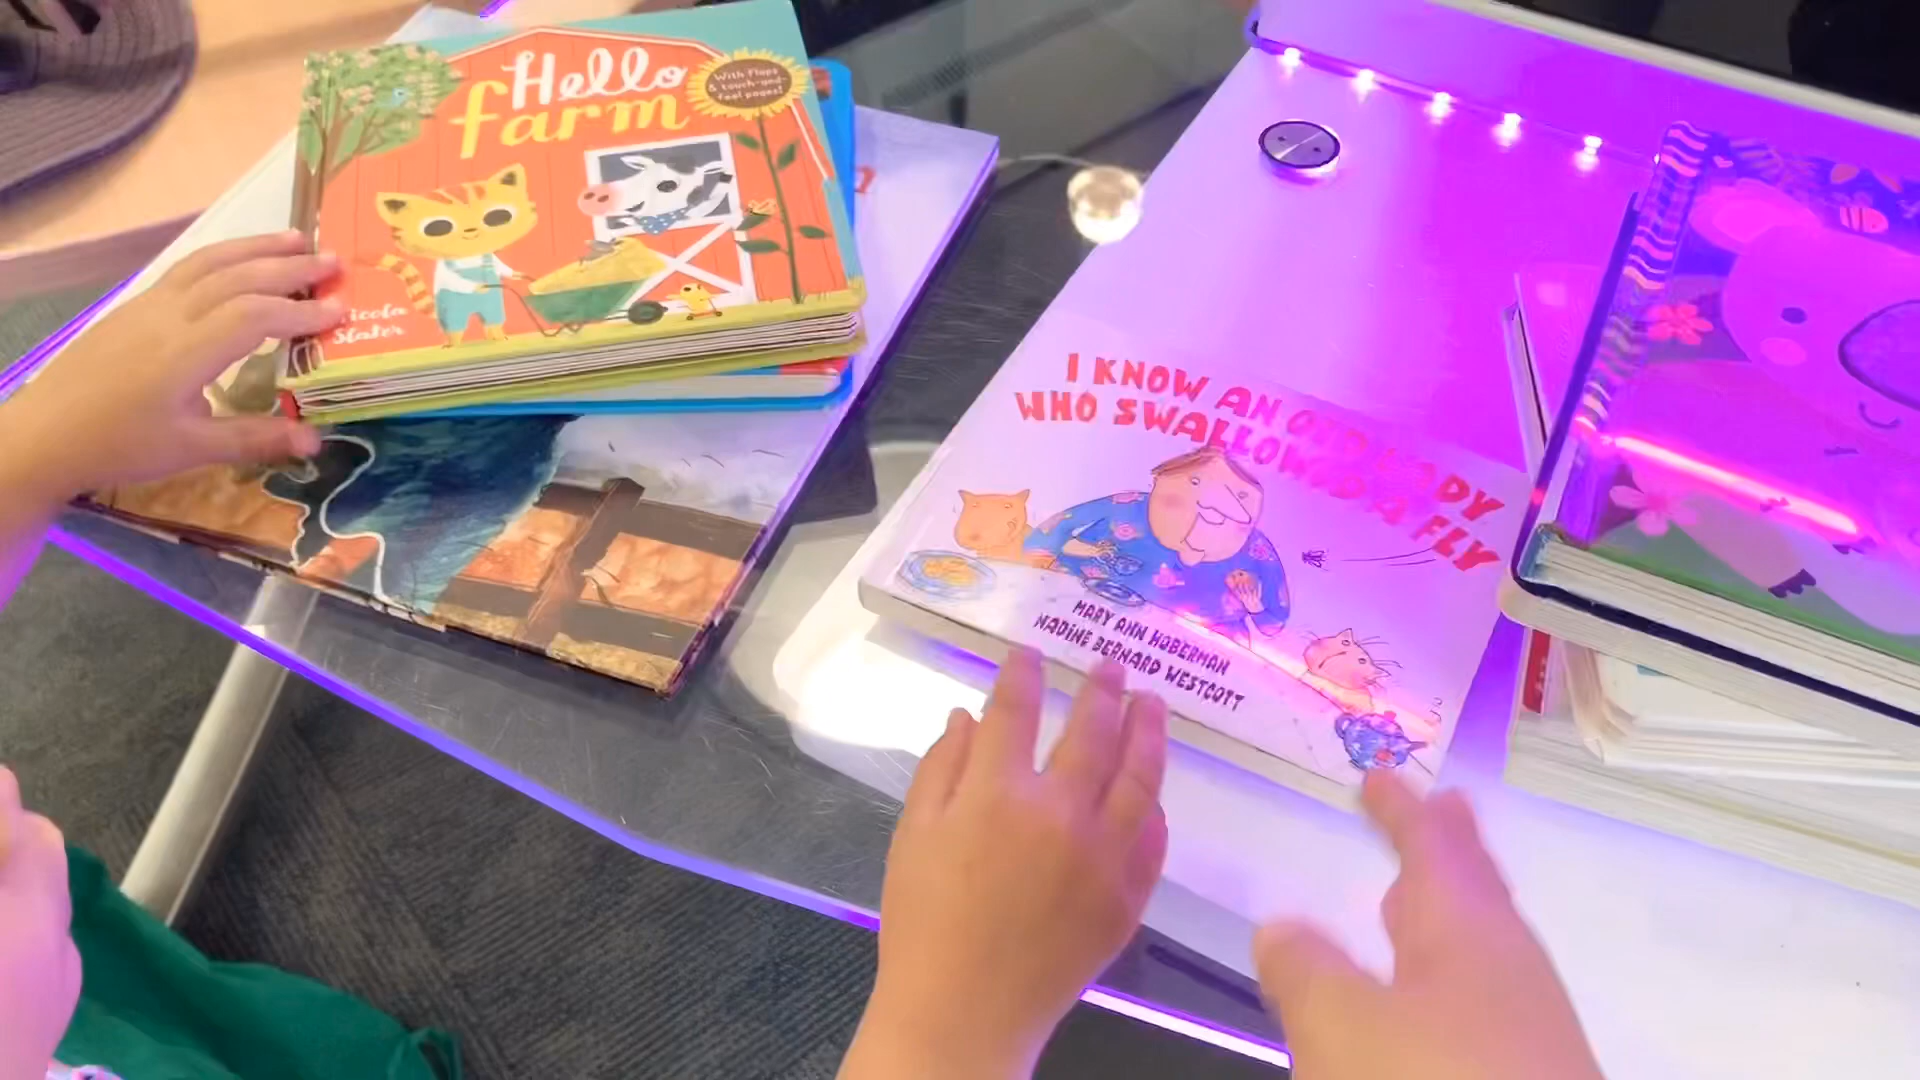 Hello
farm
With flaps
& touch-and-
feel pages!
Nicola
Slater
I KNOW AN OLD LADY
WHO SWALLOWED A FLY
MARY ANN HOBERMAN
NADINE BERNARD WESTCOTT